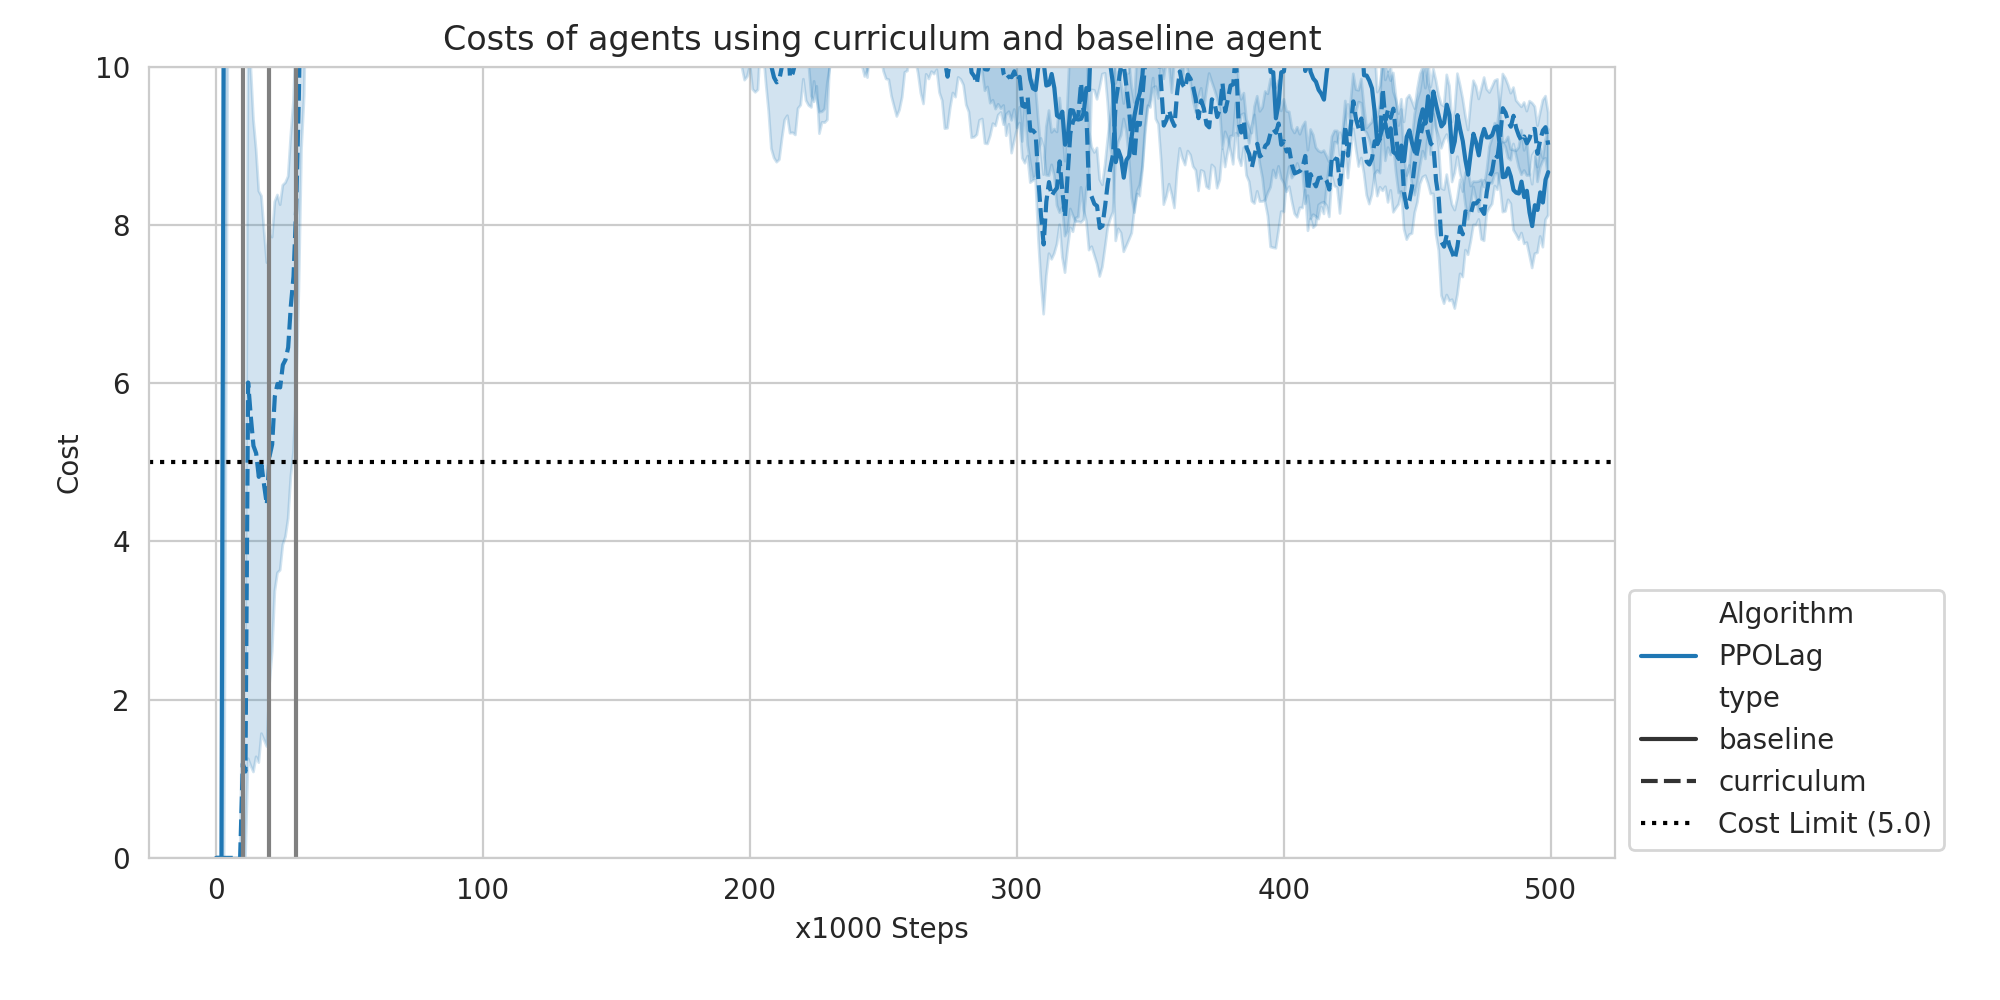 Costs of agents using curriculum and baseline agent
10
8
6
4
2
0
Cost
0 100 200 300 400 500
x1000 Steps
Algorithm
PPOLag
type
baseline
curriculum
Cost Limit (5.0)